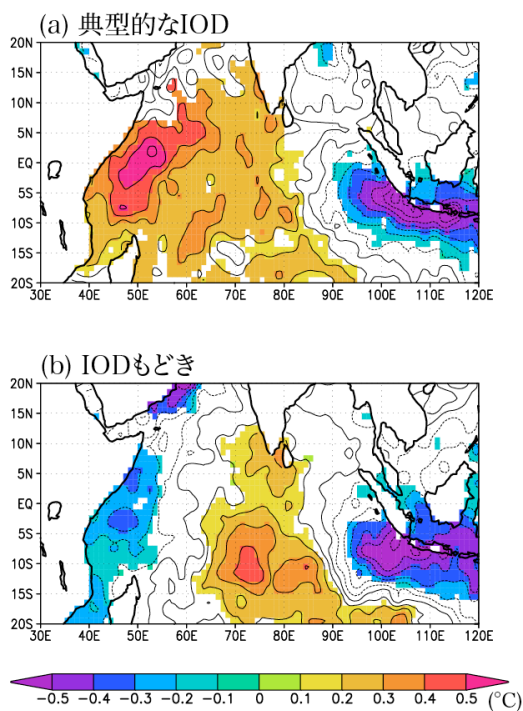 (a) 典型的なIOD
20N
15N
10N
5N
EQ
5S
10S
15S
20S
30E 40E 50E 60E 70E 80E 90E 100E 110E 120E
(b) IODもどき
20N
15N
10N
5N
EQ
5S
10S
15S
20S
30E 40E 50E 60E 70E 80E 90E 100E 110E 120E
-0.5 -0.4 -0.3 -0.2 -0.1 0 0.1 0.2 0.3 0.4 0.5 (°C)